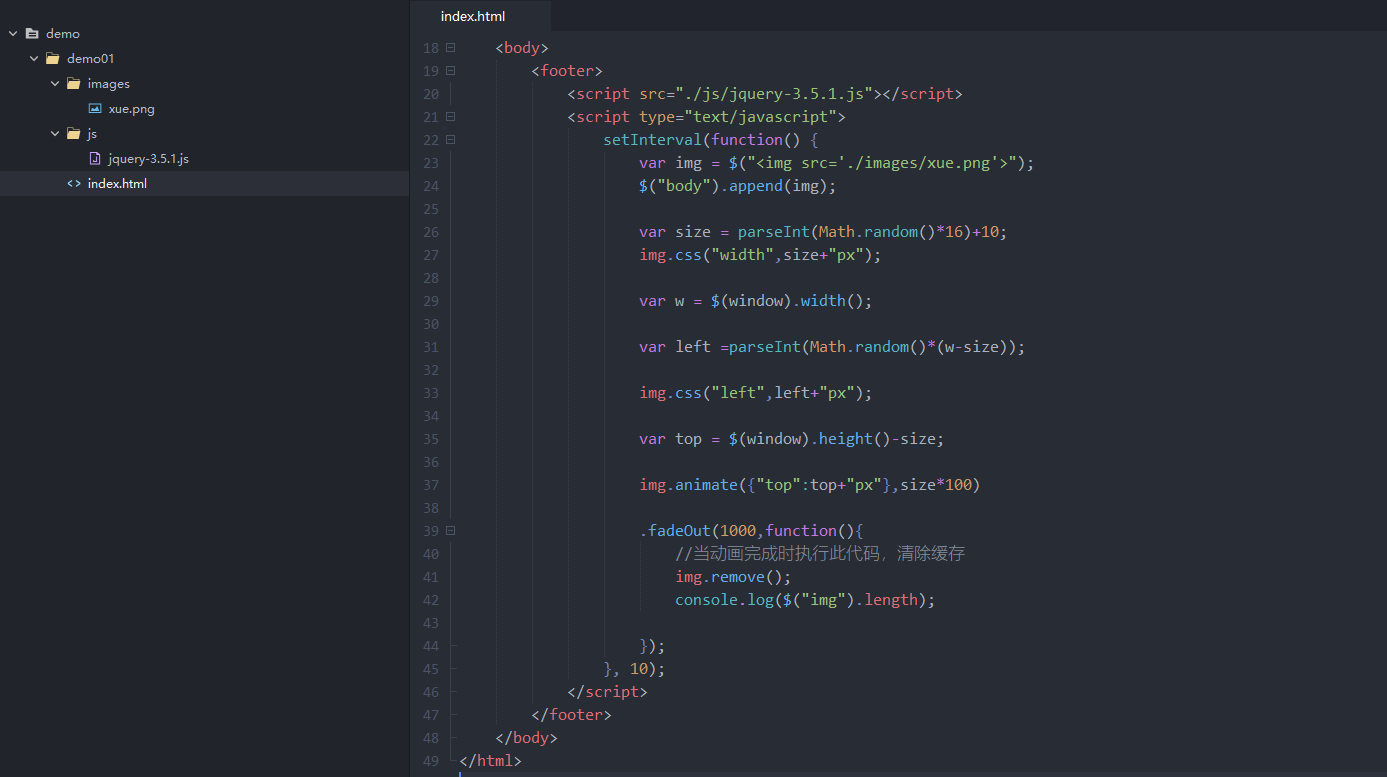 demo
demo01
images
xue.png
js
jquery-3.5.1.js
<> index.html
index.html
18 <body>
19 <footer>
20 <script src="./js/jquery-3.5.1.js"></script>
21 <script type="text/javascript">
22 setInterval(function() {
23 var img = $("<img src='./images/xue.png'>");
24 $("body").append(img);
25
26 var size = parseInt(Math.random()*16)+10;
27 img.css("width",size+"px");
28
29 var w = $(window).width();
30
31 var left =parseInt(Math.random()*(w-size));
32
33 img.css("left",left+"px");
34
35 var top = $(window).height()-size;
36
37 img.animate({"top":top+"px"},size*100)
38
39 .fadeOut(1000,function(){
40 //当动画完成时执行此代码，清除缓存
41 img.remove();
42 console.log($("img").length);
43
44 });
45 }, 10);
46 </script>
47 </footer>
48 </body>
49 </html>